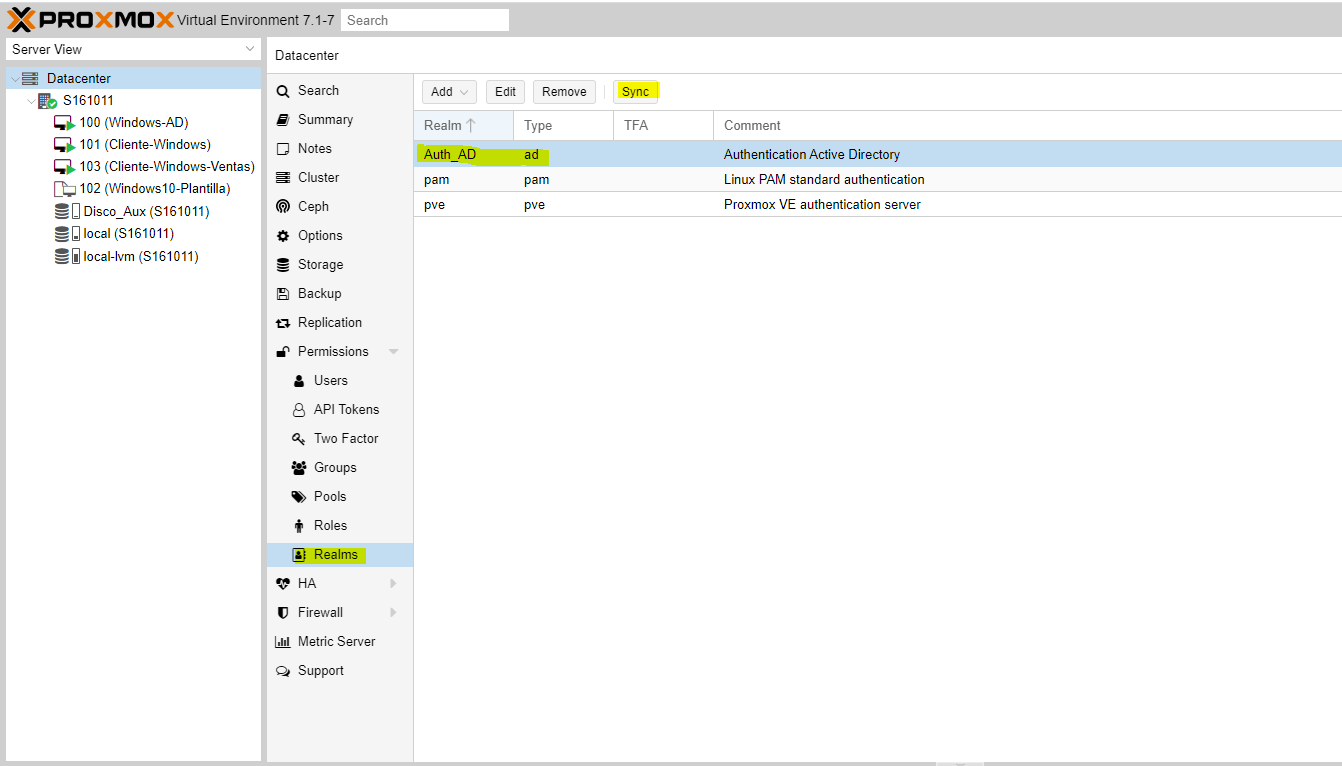 PROXMOX Virtual Environment 7.1-7 Search
Server View
Datacenter
S161011
100 (Windows-AD)
101 (Cliente-Windows)
103 (Cliente-Windows-Ventas)
102 (Windows10-Plantilla)
Disco_Aux (S161011)
local (S161011)
local-lvm (S161011)
Datacenter
Search
Summary
Notes
Cluster
Ceph
Options
Storage
Backup
Replication
Permissions
Users
API Tokens
Two Factor
Groups
Pools
Roles
Realms
HA
Firewall
Metric Server
Support
Add Edit Remove Sync
Realm Type TFA Comment
Auth_AD ad Authentication Active Directory
pam pam Linux PAM standard authentication
pve pve Proxmox VE authentication server